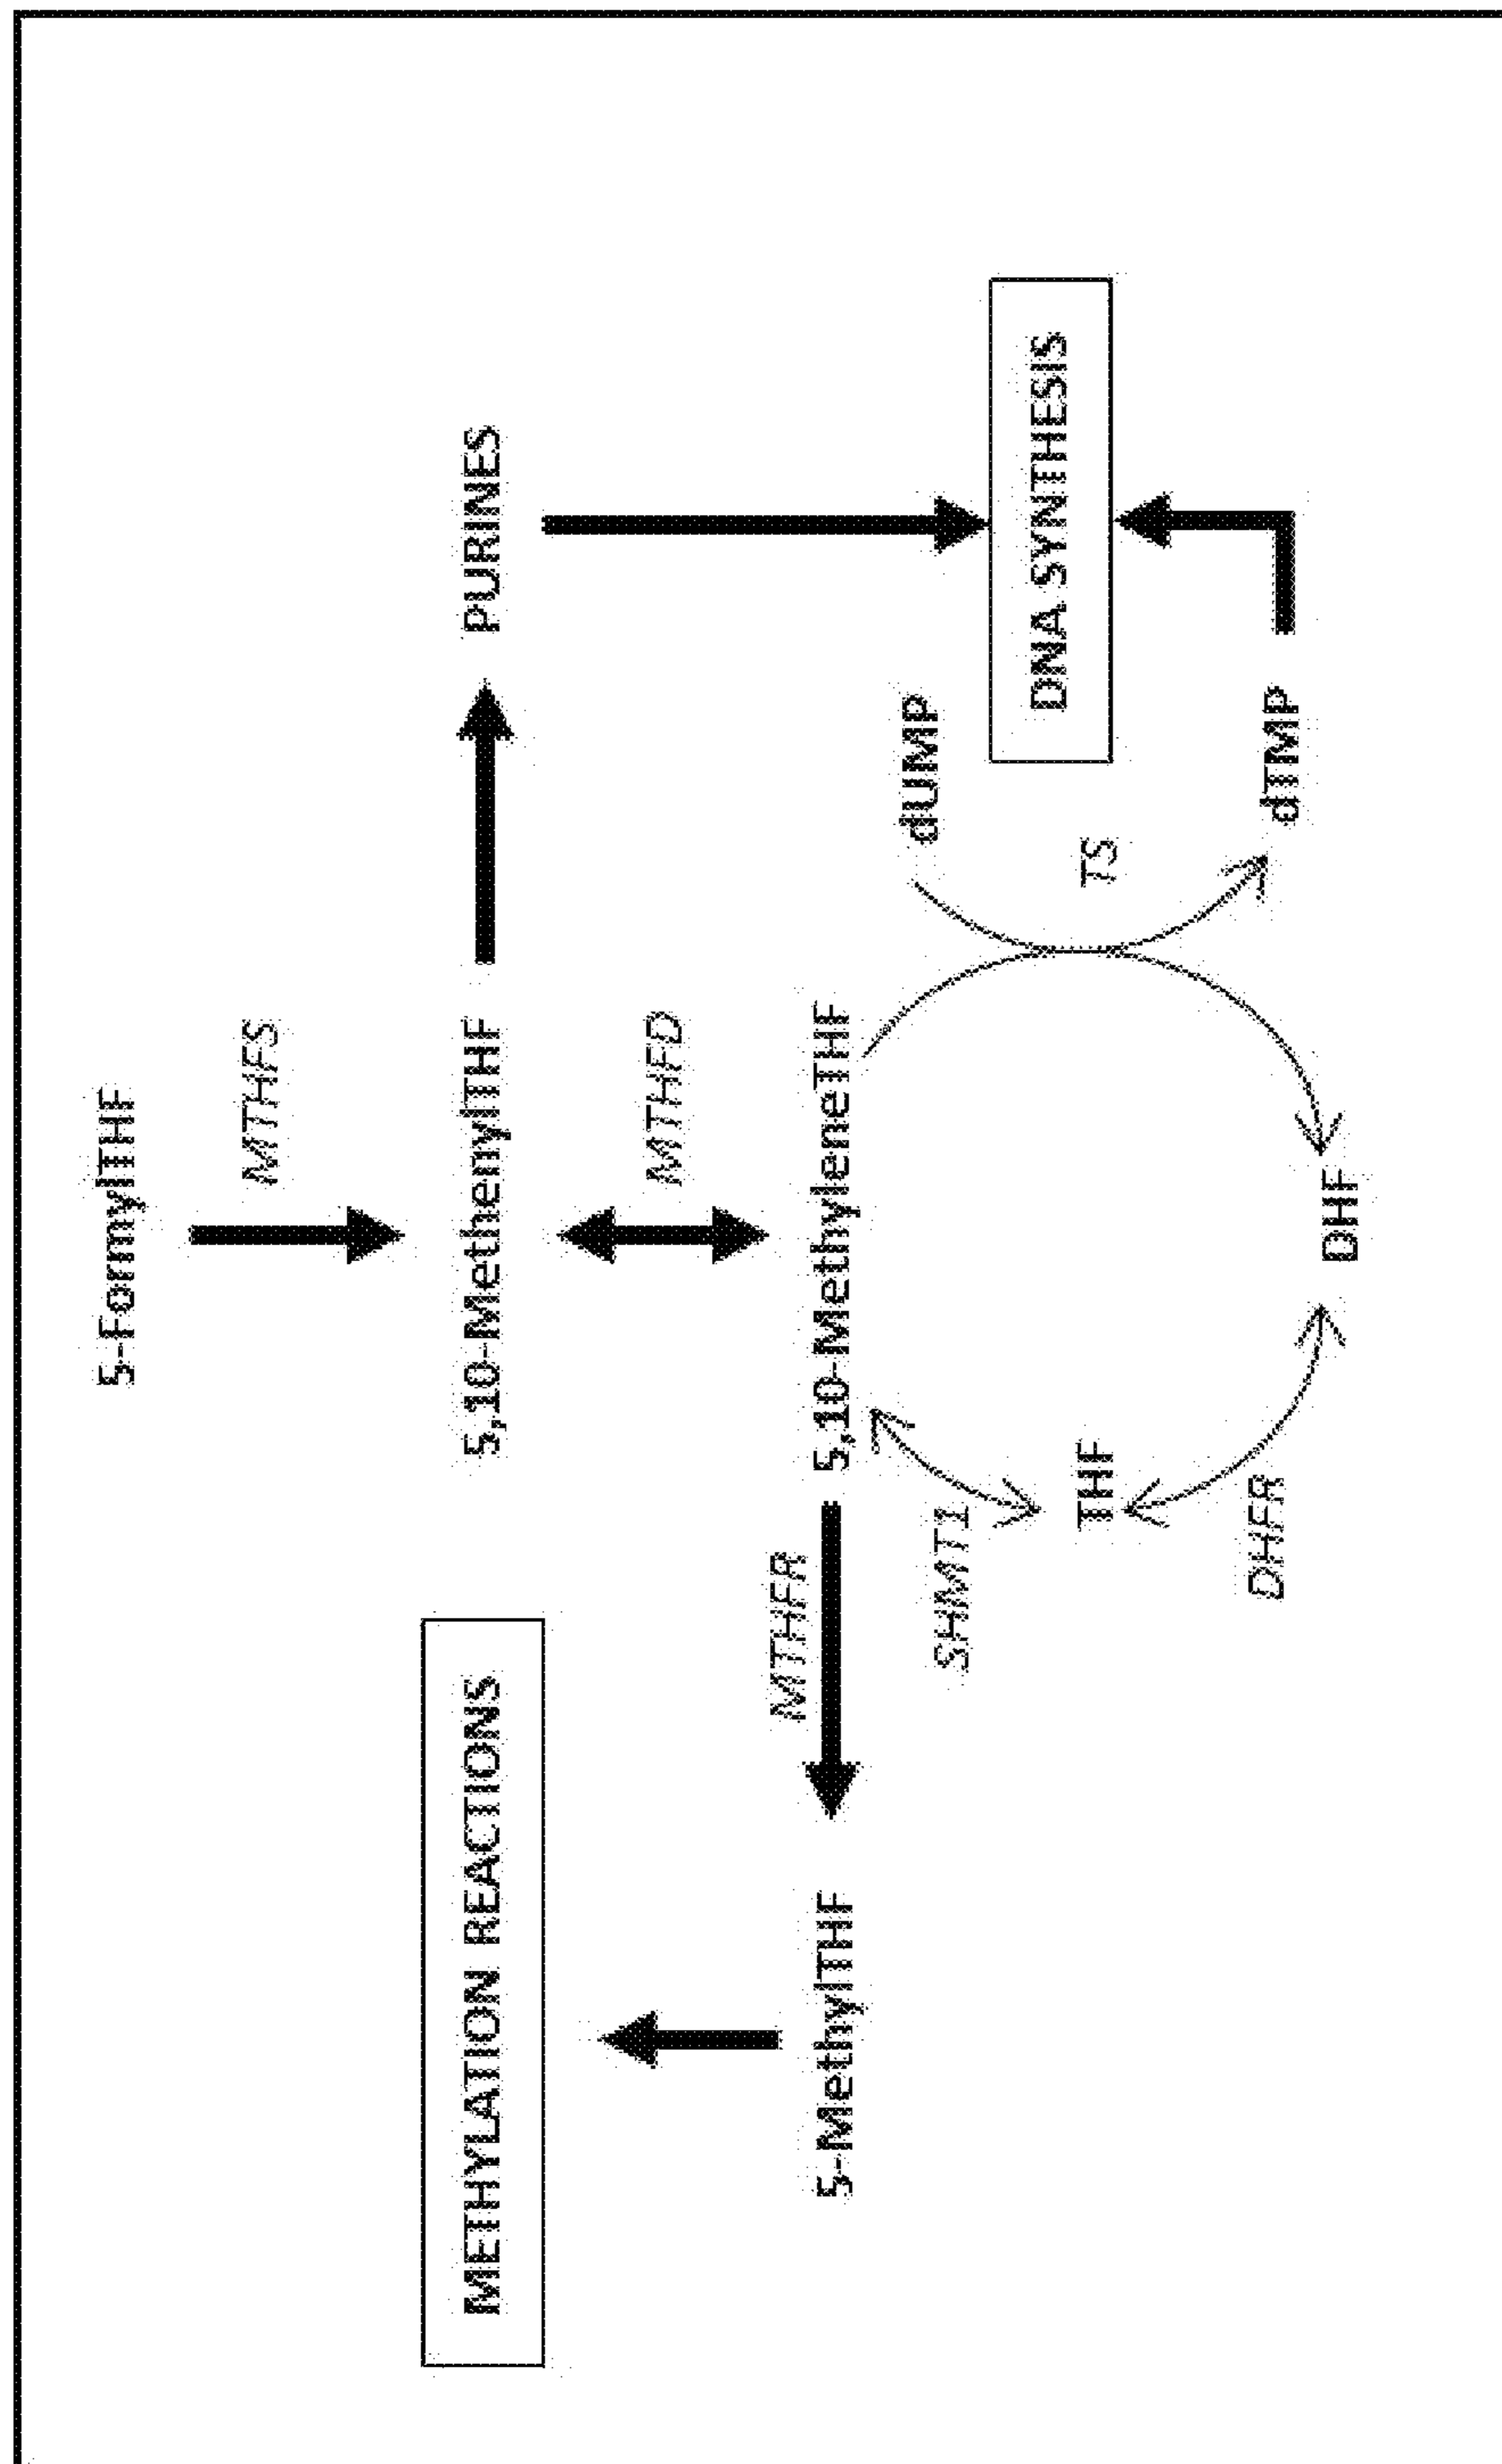 5-FormylTHF
MTHFS
METHYLATION REACTIONS
5,10-MethenylTHF
PURINES
MTHFD
MTHFR
5-MethylTHF
5,10-MethyleneTHF
dUMP
SHMT1
THF
TS
DNA SYNTHESIS
DHFR
dTMP
DHF